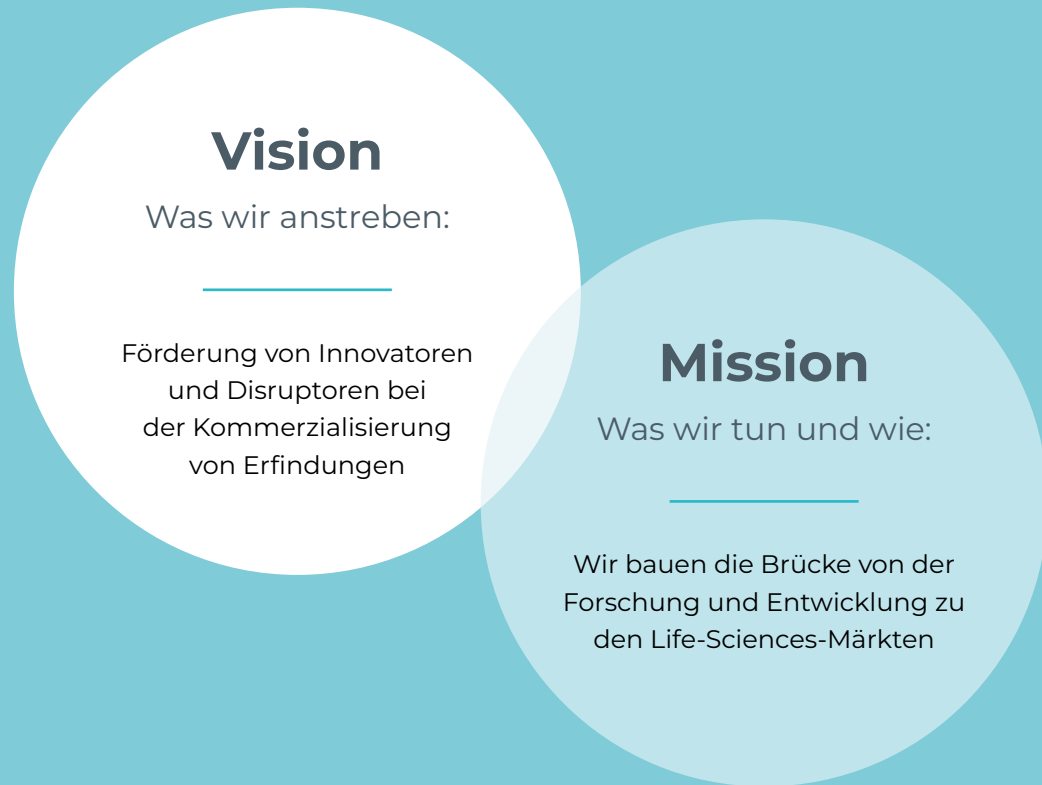 Vision
Was wir anstreben:
Förderung von Innovatoren
und Disruptoren bei
der Kommerzialisierung
von Erfindungen
Mission
Was wir tun und wie:
Wir bauen die Brücke von der
Forschung und Entwicklung zu
den Life-Sciences-Märkten